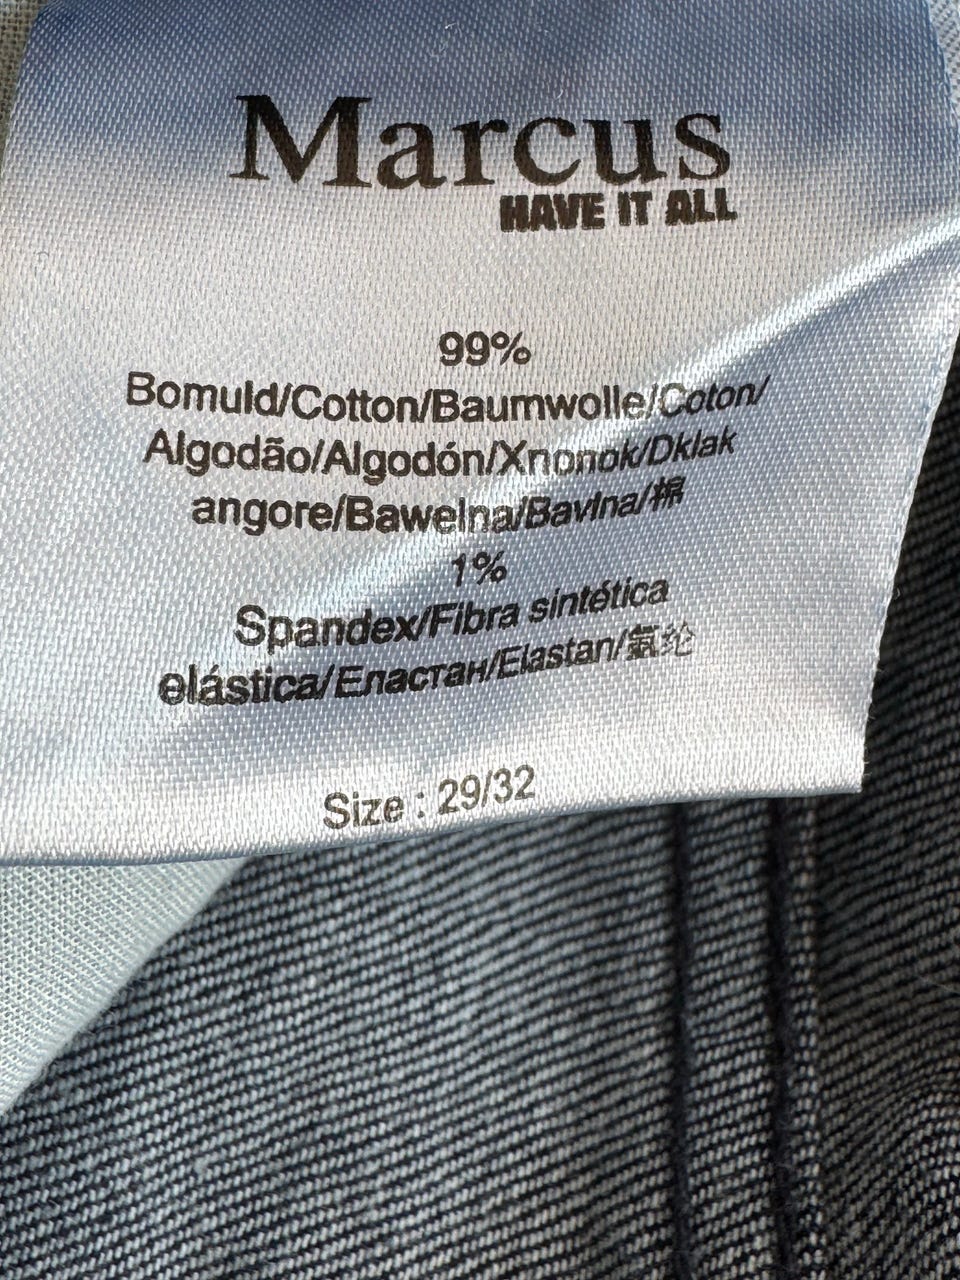 Marcus
HAVE IT ALL
99%
Bomuld/Cotton/Baumwolle/Coton/
Algodão/Algodón/Xnonok/Dklak
angore/Bawelna/Bavlna/棉
1%
Spandex/Fibra sintética
elástica/Еластан/Elastan/氨纶
Size : 29/32